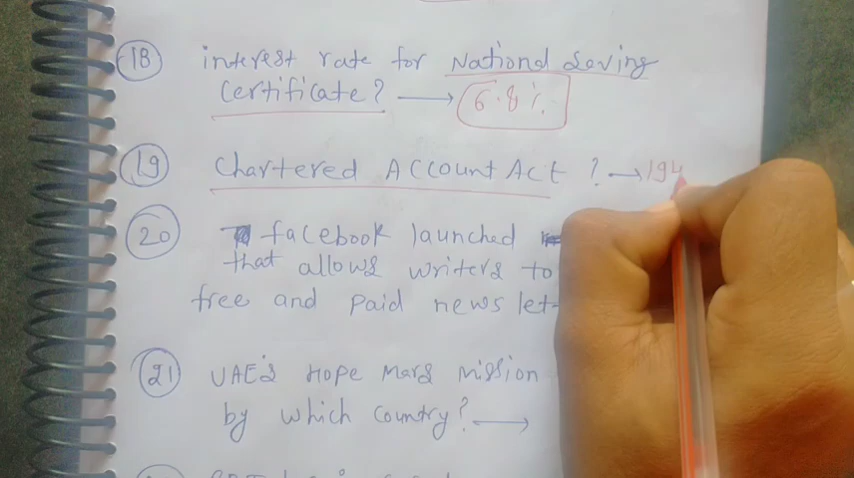 18 interest rate for National Saving
Certificate? → 6.8%
19 Chartered Account Act ? → 194
20 facebook launched
that allows writers to
free and paid news let-
21 UAE's Hope Mars Mission
by which Country? →